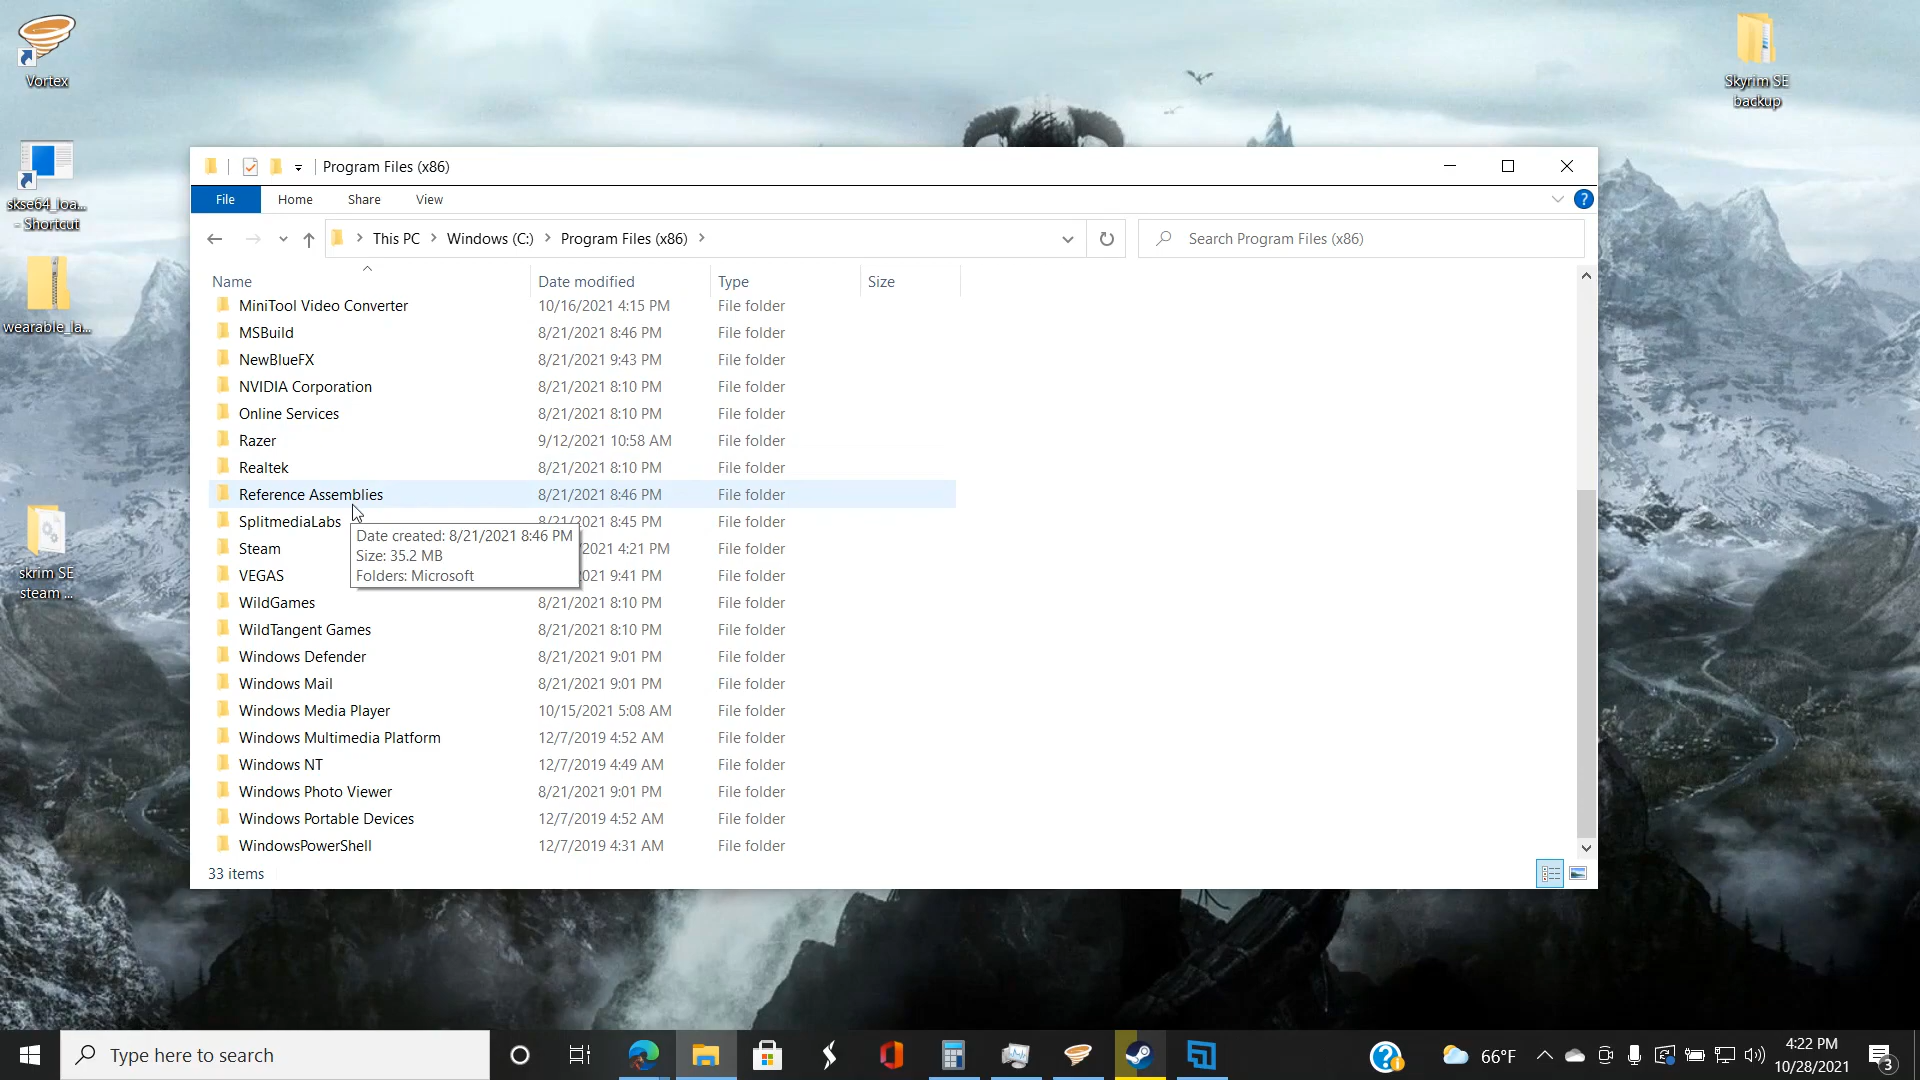 Vortex
skse64_loa...
- Shortcut
wearable_la...
skrim SE
steam ...
Skyrim SE
backup
Program Files (x86)
File Home Share View
This PC > Windows (C:) > Program Files (x86) >
Search Program Files (x86)
Name Date modified Type Size
MiniTool Video Converter 10/16/2021 4:15 PM File folder
MSBuild 8/21/2021 8:46 PM File folder
NewBlueFX 8/21/2021 9:43 PM File folder
NVIDIA Corporation 8/21/2021 8:10 PM File folder
Online Services 8/21/2021 8:10 PM File folder
Razer 9/12/2021 10:58 AM File folder
Realtek 8/21/2021 8:10 PM File folder
Reference Assemblies 8/21/2021 8:46 PM File folder
SplitmediaLabs 8/21/2021 8:45 PM File folder
Steam 2021 4:21 PM File folder
VEGAS 021 9:41 PM File folder
WildGames 8/21/2021 8:10 PM File folder
WildTangent Games 8/21/2021 8:10 PM File folder
Windows Defender 8/21/2021 9:01 PM File folder
Windows Mail 8/21/2021 9:01 PM File folder
Windows Media Player 10/15/2021 5:08 AM File folder
Windows Multimedia Platform 12/7/2019 4:52 AM File folder
Windows NT 12/7/2019 4:49 AM File folder
Windows Photo Viewer 8/21/2021 9:01 PM File folder
Windows Portable Devices 12/7/2019 4:52 AM File folder
WindowsPowerShell 12/7/2019 4:31 AM File folder
Date created: 8/21/2021 8:46 PM
Size: 35.2 MB
Folders: Microsoft
33 items
Type here to search
66°F
4:22 PM
10/28/2021
3